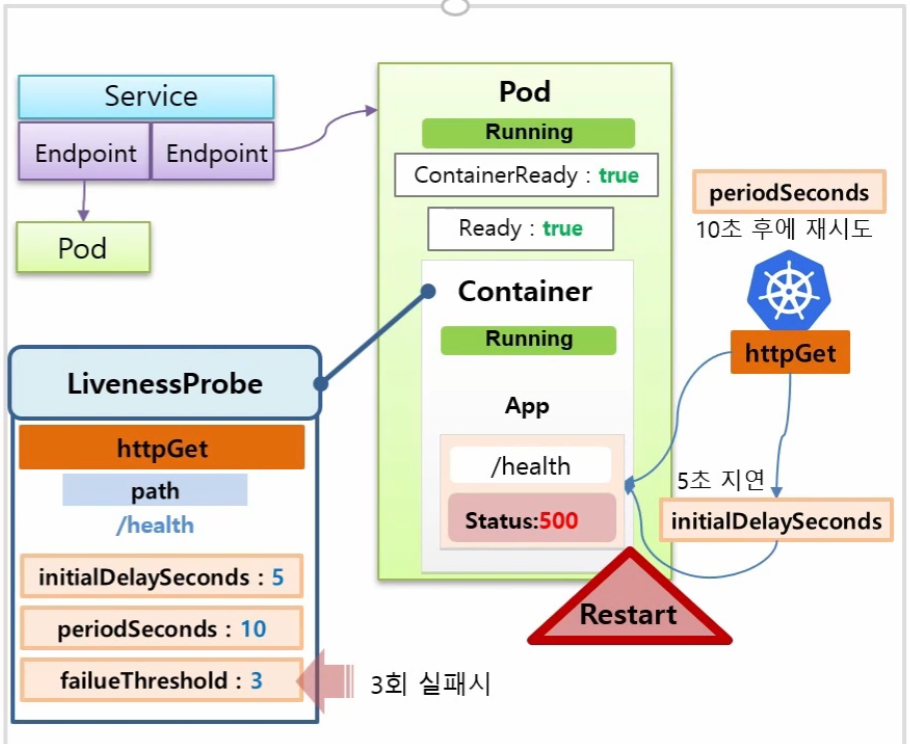 Service
Endpoint Endpoint
Pod
Pod
Running
ContainerReady : true
Ready : true
Container
Running
App
/health
Status:500
periodSeconds
10초 후에 재시도
httpGet
5초 지연
initialDelaySeconds
Restart
LivenessProbe
httpGet
path
/health
initialDelaySeconds : 5
periodSeconds : 10
failueThreshold : 3
3회 실패시